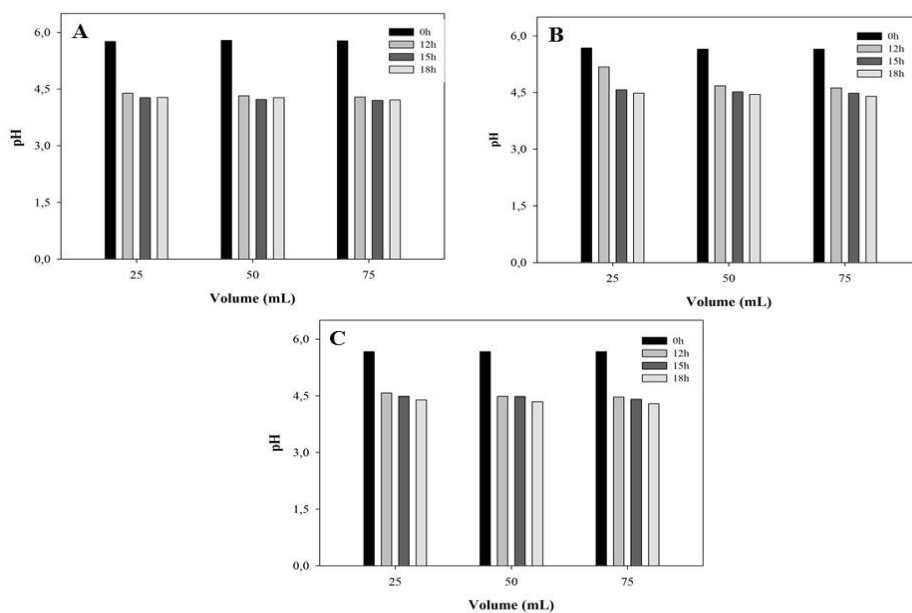 A
6,0
4,5
3,0
1,5
0,0
pH
25 50 75
Volume (mL)
0h
12h
15h
18h
B
6,0
4,5
3,0
1,5
0,0
pH
25 50 75
Volume (mL)
0h
12h
15h
18h
C
6,0
4,5
3,0
1,5
0,0
pH
25 50 75
Volume (mL)
0h
12h
15h
18h